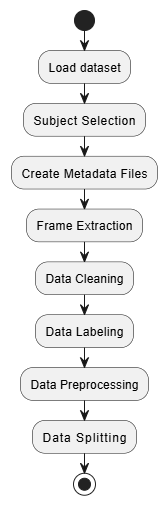 Load dataset
Subject Selection
Create Metadata Files
Frame Extraction
Data Cleaning
Data Labeling
Data Preprocessing
Data Splitting